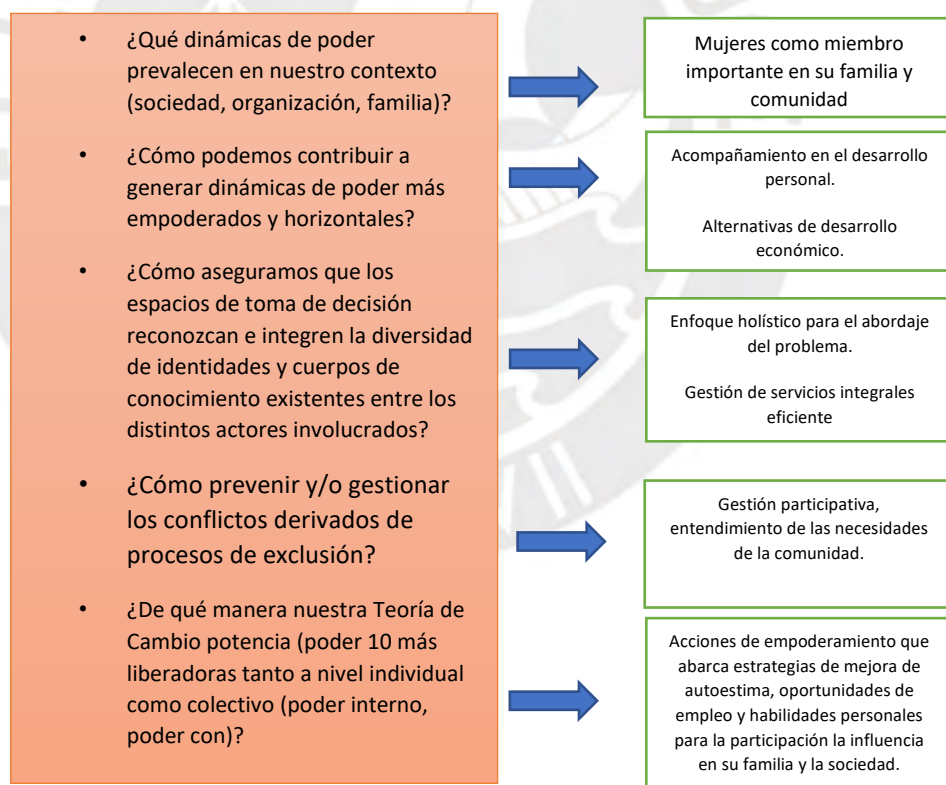 • ¿Qué dinámicas de poder
prevalecen en nuestro contexto
(sociedad, organización, familia)?
Mujeres como miembro
importante en su familia y
comunidad
• ¿Cómo podemos contribuir a
generar dinámicas de poder más
empoderados y horizontales?
Acompañamiento en el desarrollo
personal.
Alternativas de desarrollo
económico.
• ¿Cómo aseguramos que los
espacios de toma de decisión
reconozcan e integren la diversidad
de identidades y cuerpos de
conocimiento existentes entre los
distintos actores involucrados?
Enfoque holístico para el abordaje
del problema.
Gestión de servicios integrales
eficiente
• ¿Cómo prevenir y/o gestionar
los conflictos derivados de
procesos de exclusión?
Gestión participativa,
entendimiento de las necesidades
de la comunidad.
• ¿De qué manera nuestra Teoría de
Cambio potencia (poder 10 más
liberadoras tanto a nivel individual
como colectivo (poder interno,
poder con)?
Acciones de empoderamiento que
abarca estrategias de mejora de
autoestima, oportunidades de
empleo y habilidades personales
para la participación la influencia
en su familia y la sociedad.